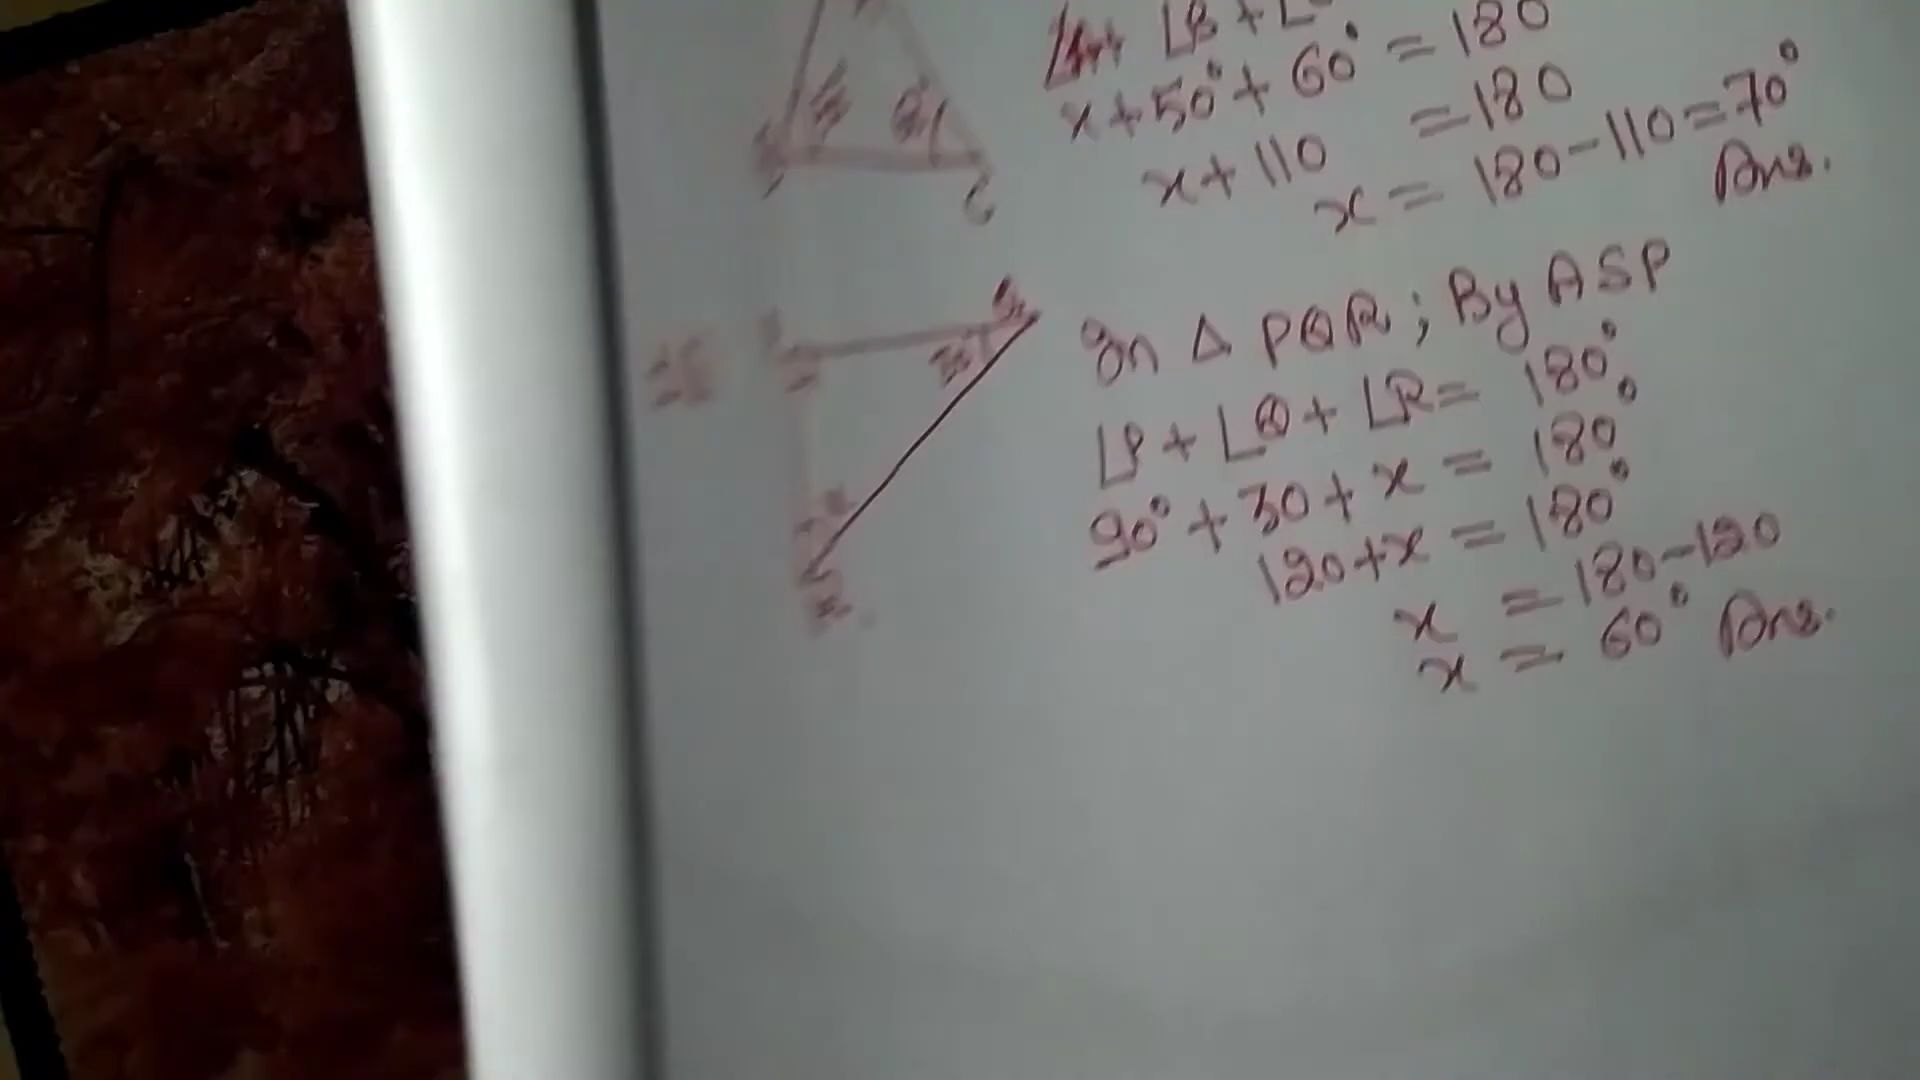 ∠A+ ∠B + ∠
x + 50° + 60° = 180
x + 110 = 180
x = 180 - 110 = 70°
Ans.
C
In Δ PQR ; By ASP
∠P + ∠Q + ∠R = 180°
90° + 30 + x = 180°
120 + x = 180°
x = 180 - 120
x = 60° Ans.